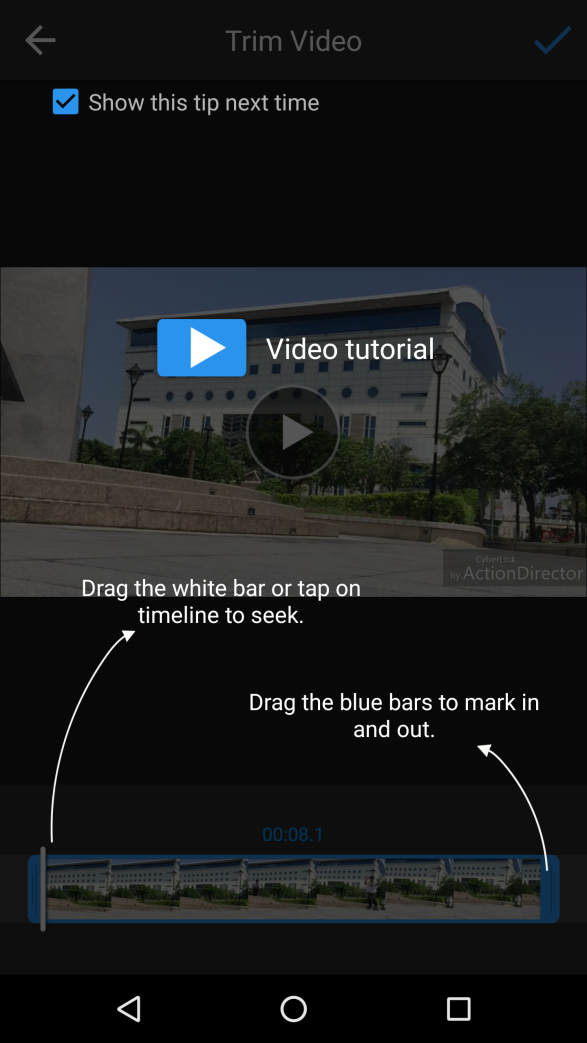 Trim Video
Show this tip next time
Video tutorial
CyberLink
by ActionDirector
Drag the white bar or tap on
timeline to seek.
Drag the blue bars to mark in
and out.
00:08.1